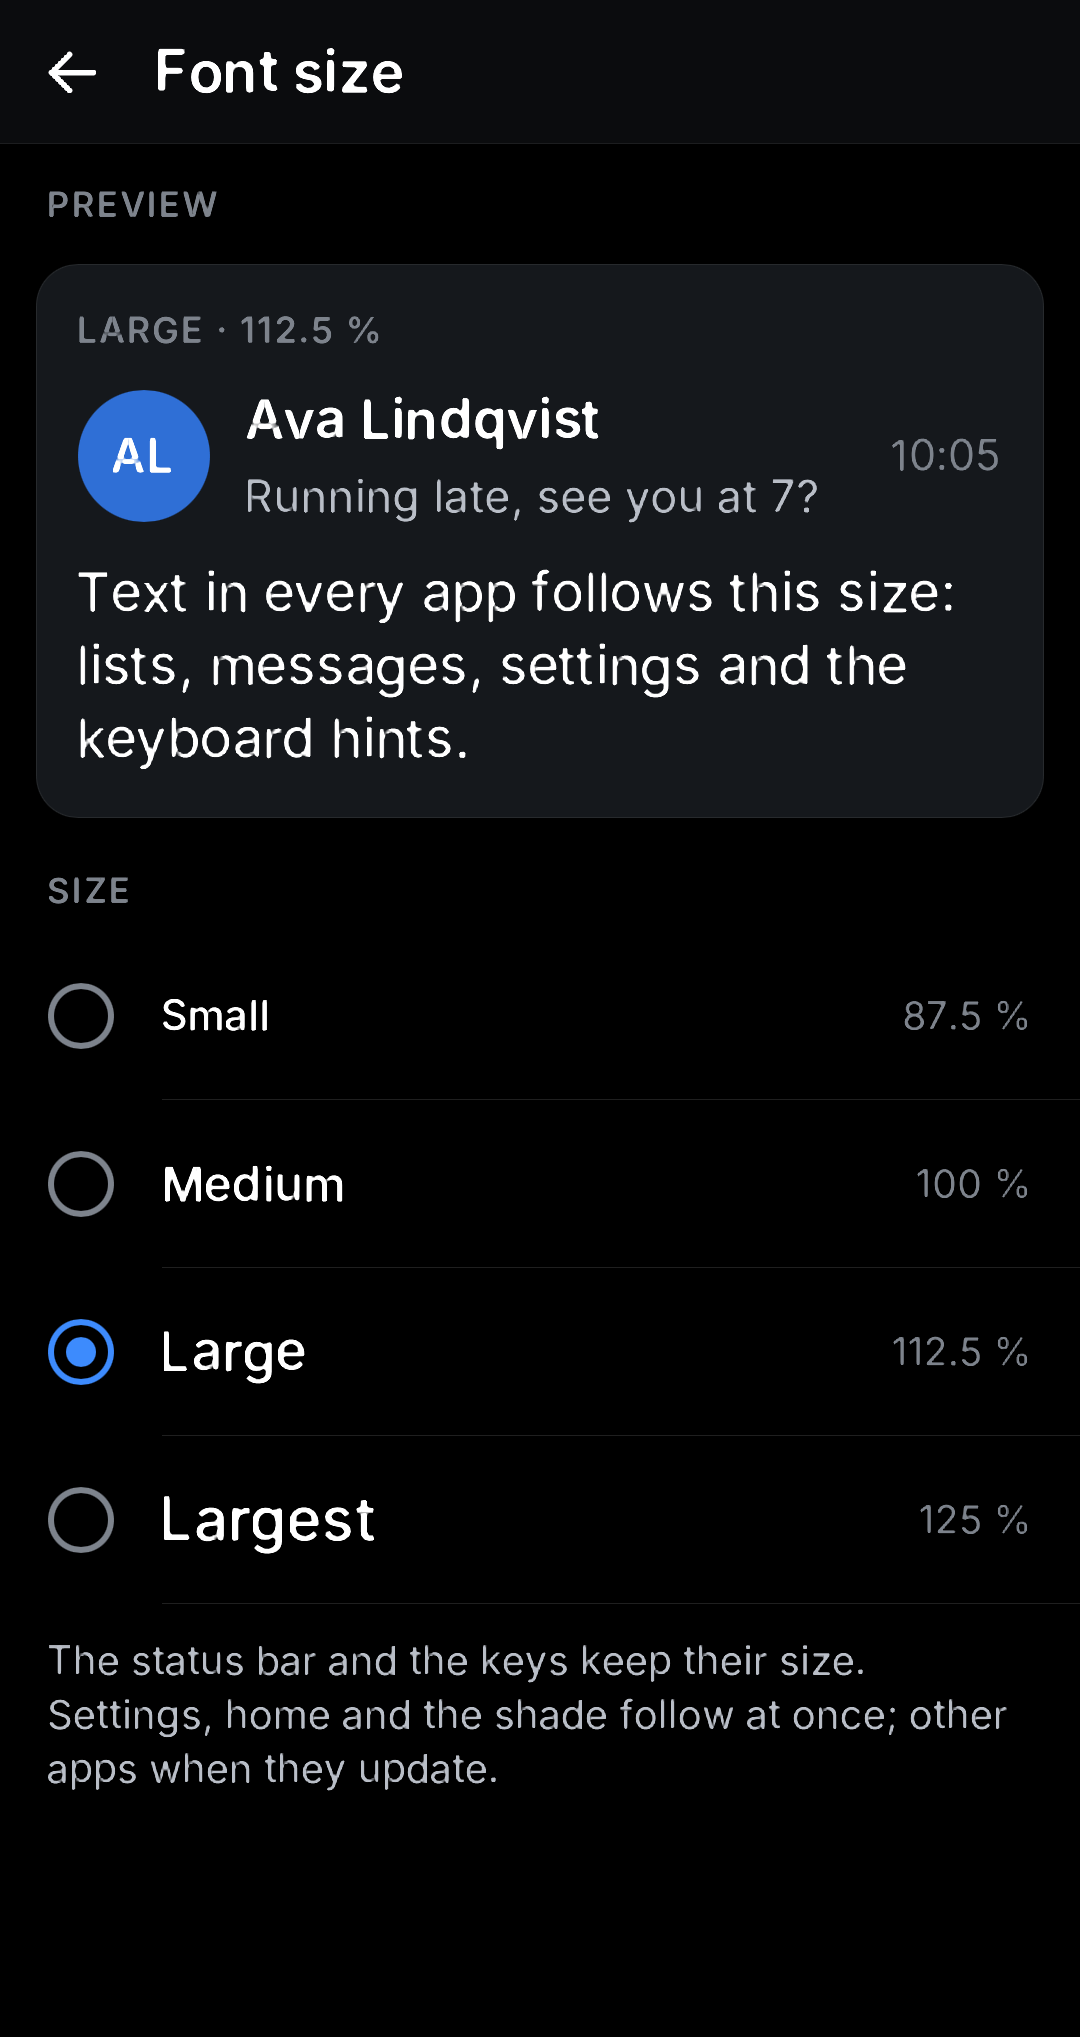 Font size
PREVIEW
LARGE · 112.5 %
AL
Ava Lindqvist
Running late, see you at 7?
10:05
Text in every app follows this size:
lists, messages, settings and the
keyboard hints.
SIZE
Small 87.5 %
Medium 100 %
Large 112.5 %
Largest 125 %
The status bar and the keys keep their size.
Settings, home and the shade follow at once; other
apps when they update.